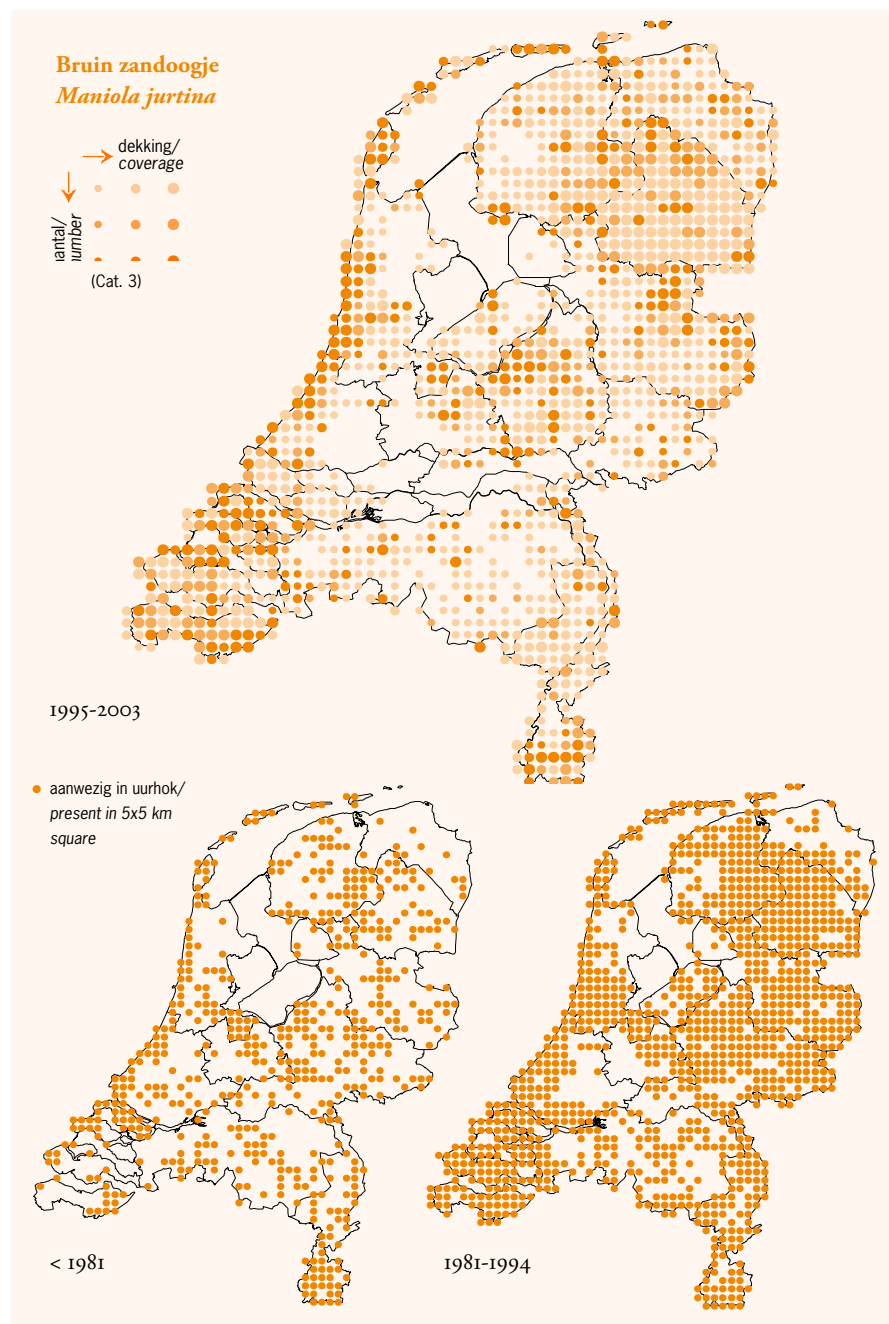 Bruin zandoogje
Maniola jurtina
dekking/
coverage
(Cat. 3)
1995-2003
aanwezig in uurhok/
present in 5x5 km
square
< 1981
1981-1994